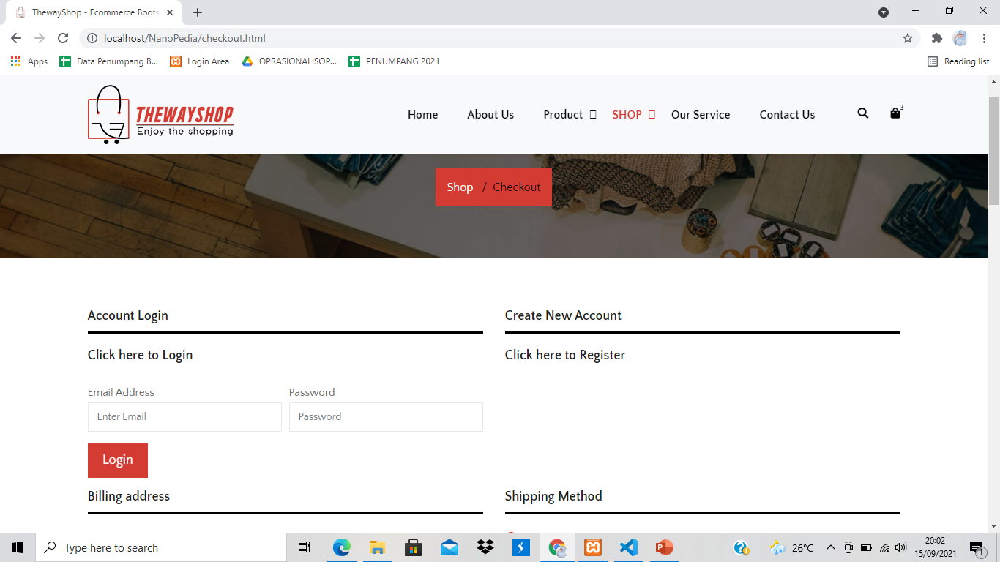 ThewayShop - Ecommerce Boots
localhost/NanoPedia/checkout.html
Apps Data Penumpang B... Login Area OPRASIONAL SOP... PENUMPANG 2021 Reading list
THEWAYSHOP
Enjoy the shopping
Home About Us Product SHOP Our Service Contact Us 3
Shop / Checkout
Account Login
Create New Account
Click here to Login
Click here to Register
Email Address Password
Enter Email Password
Login
Billing address
Shipping Method
Type here to search
26°C
20:02
15/09/2021
1